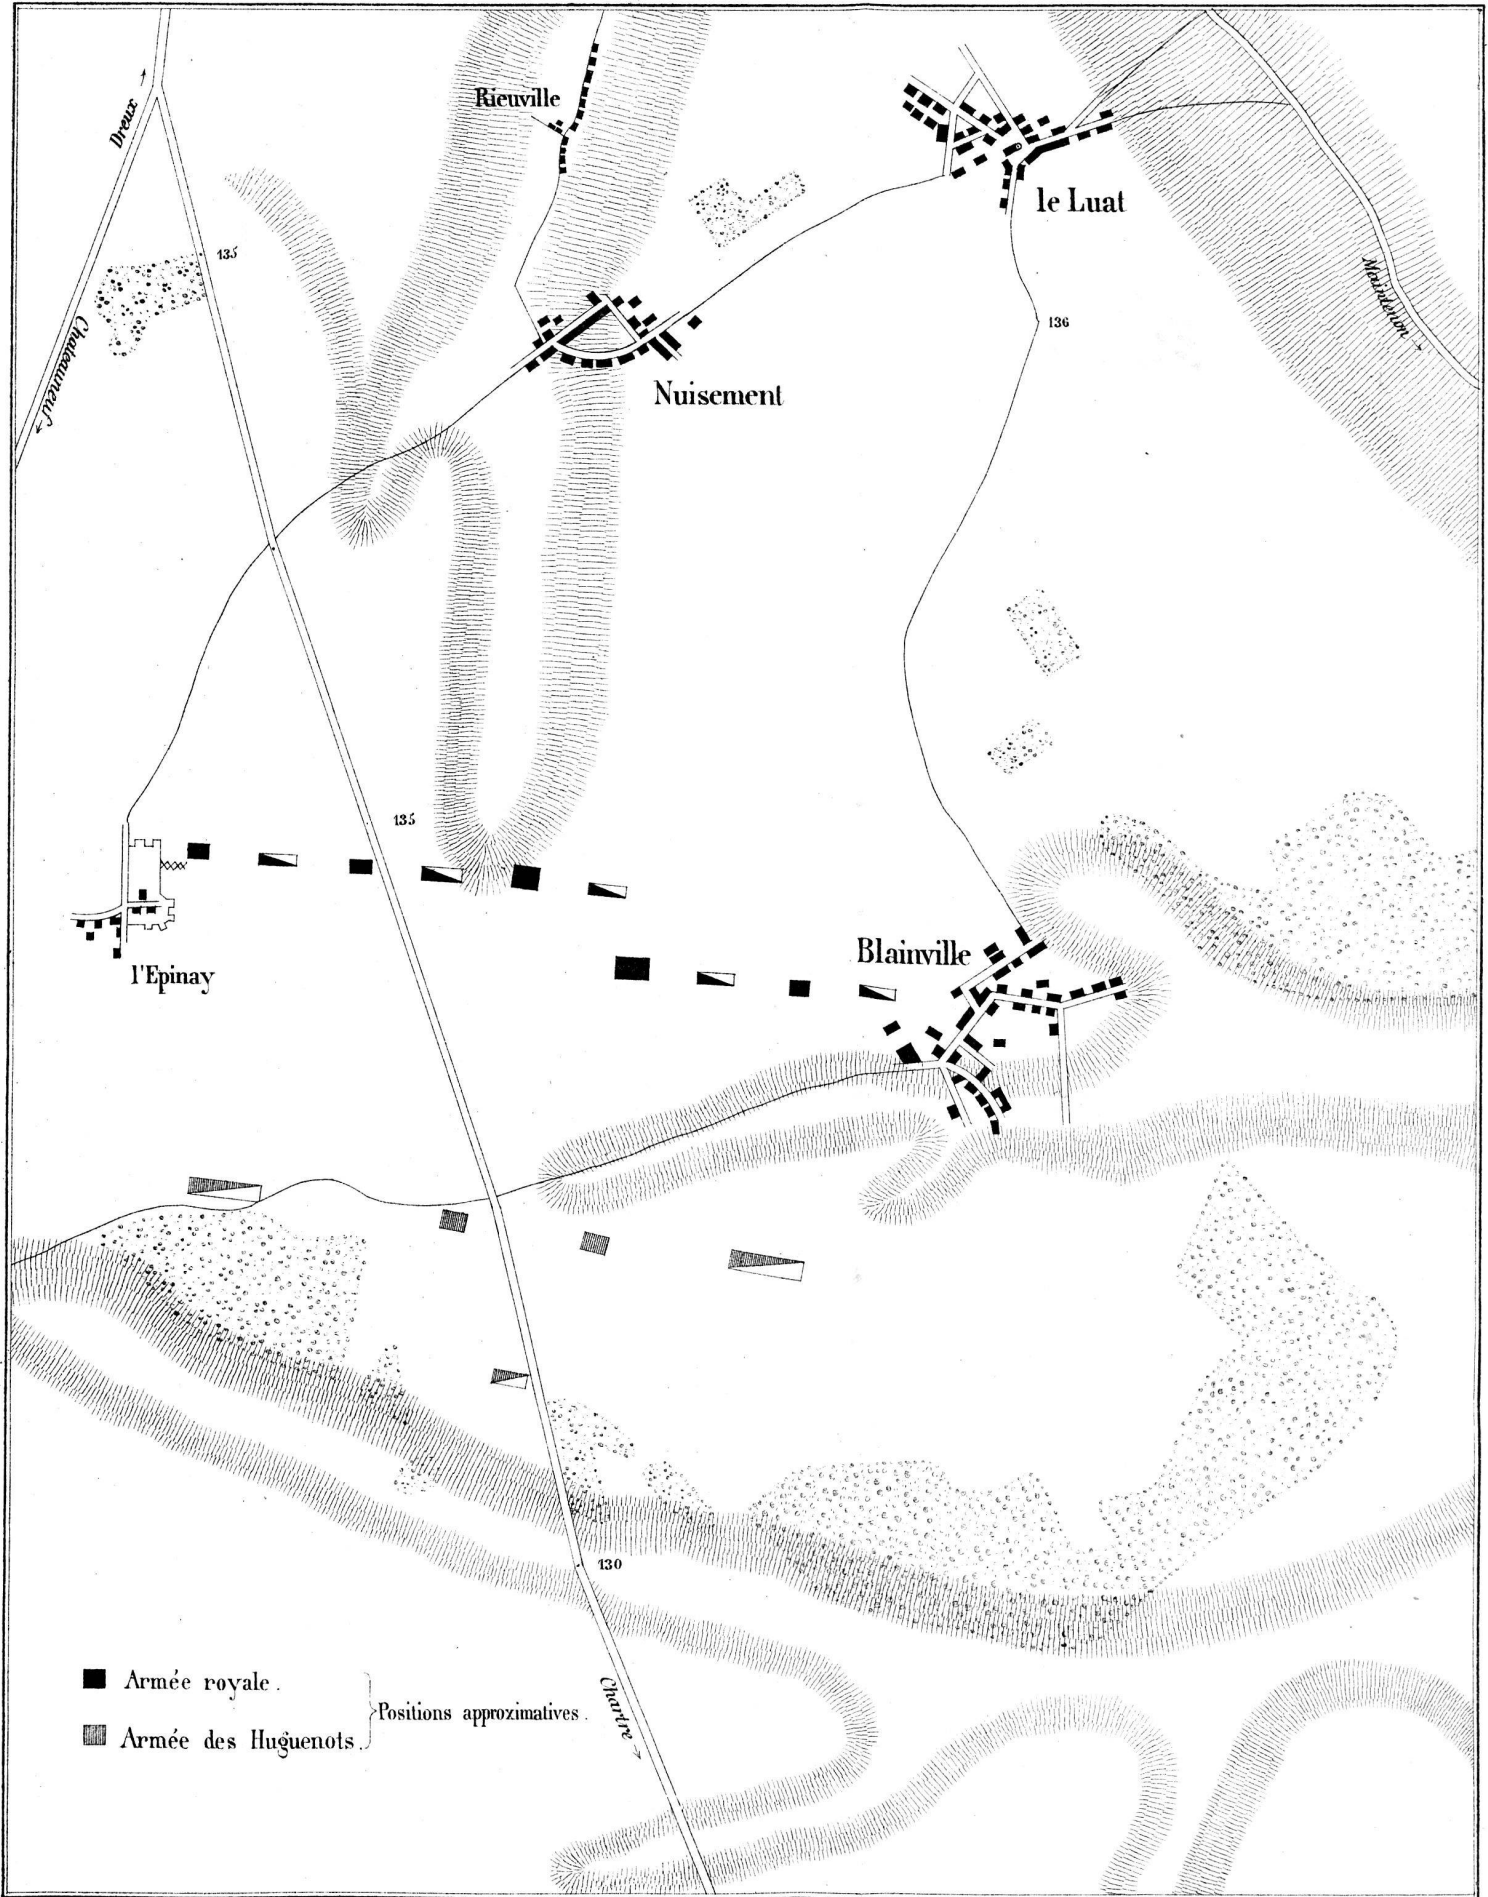 Rieuville
Dreux
le Luat
135
Maintenon
136
Chateauneuf
Nuisement
135
Blainville
l'Epinay
130
Armée royale.
Positions approximatives.
Armée des Huguenots.
Chartre